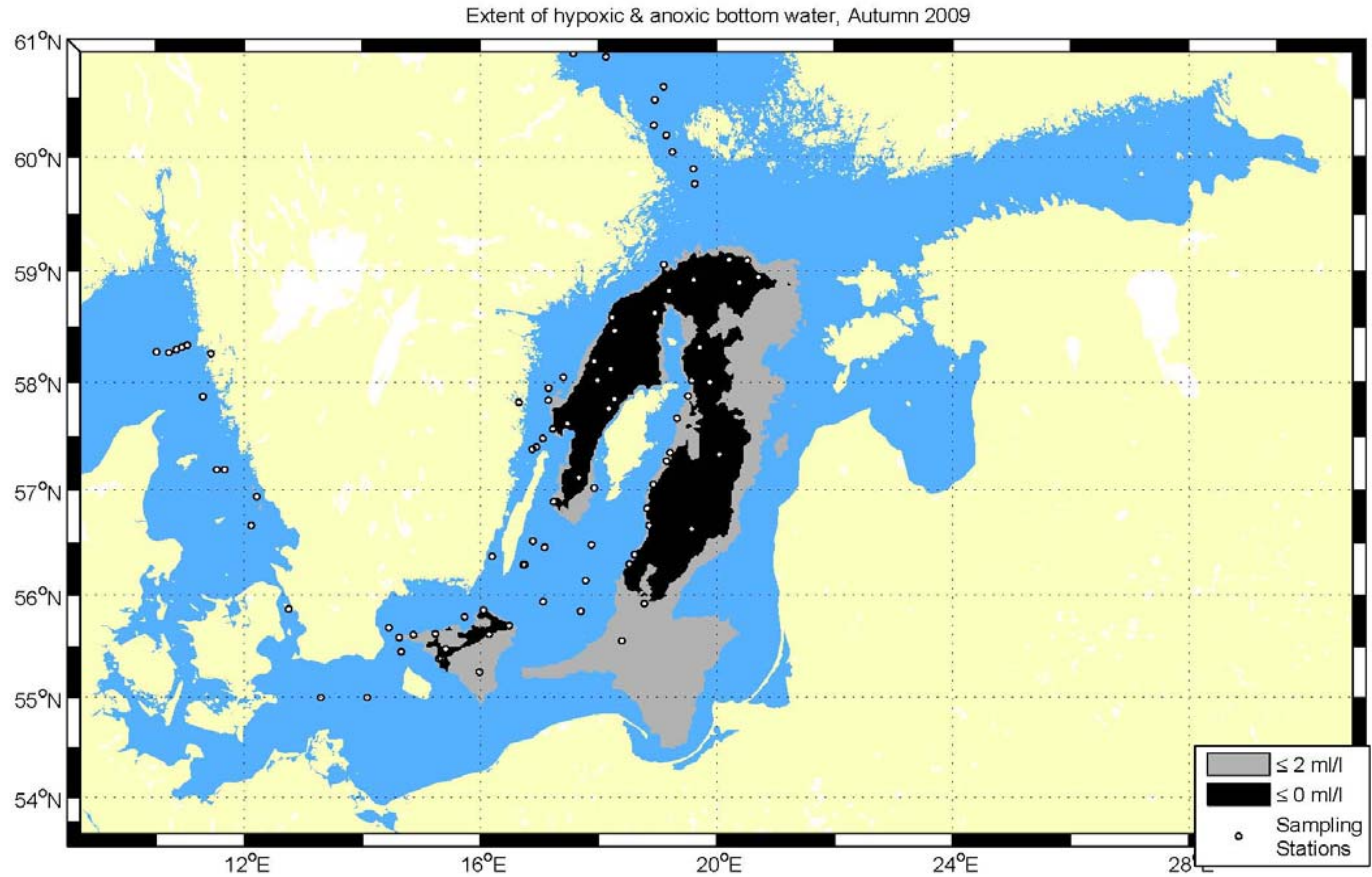 Extent of hypoxic & anoxic bottom water, Autumn 2009
61°N
60°N
59°N
58°N
57°N
56°N
55°N
54°N
12°E
16°E
20°E
24°E
28°E
≤ 2 ml/l
≤ 0 ml/l
Sampling
Stations